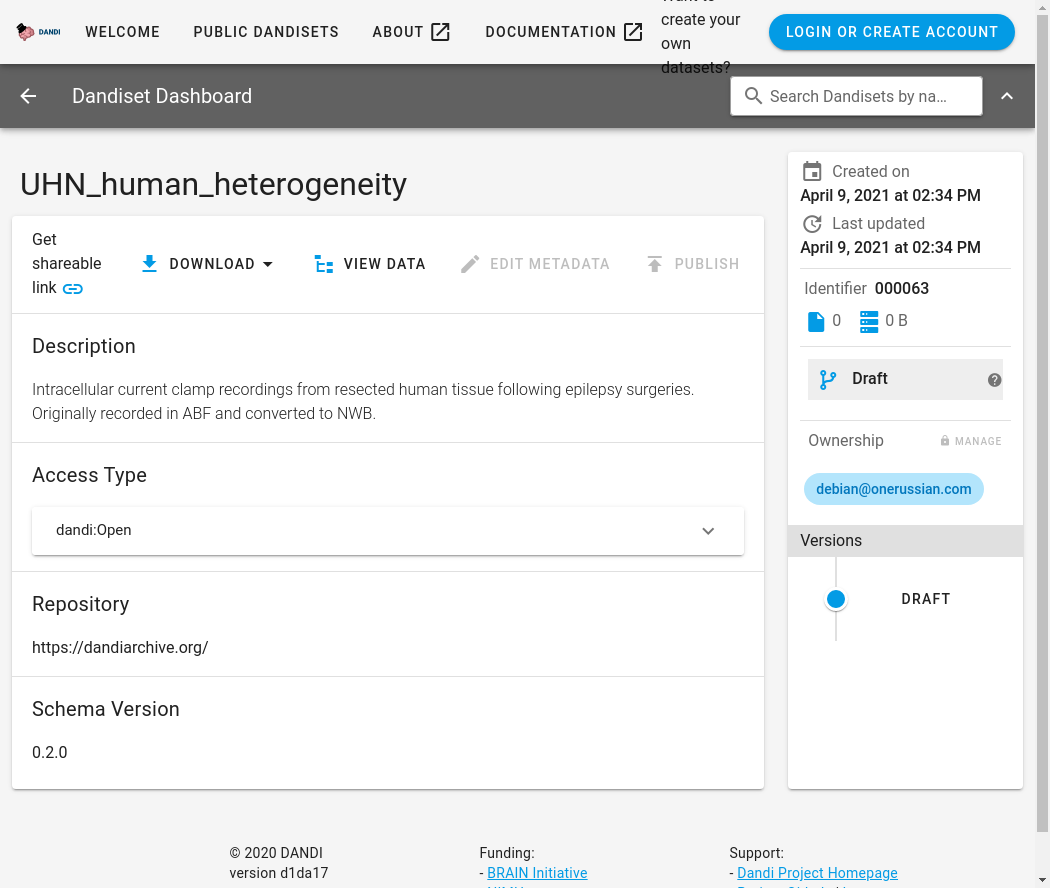 DANDI
WELCOME
PUBLIC DANDISETS
ABOUT
DOCUMENTATION
create your
own
datasets?
LOGIN OR CREATE ACCOUNT
Dandiset Dashboard
Search Dandisets by na...
UHN_human_heterogeneity
Get
shareable
link
DOWNLOAD
VIEW DATA
EDIT METADATA
PUBLISH
Description
Intracellular current clamp recordings from resected human tissue following epilepsy surgeries.
Originally recorded in ABF and converted to NWB.
Access Type
dandi:Open
Repository
https://dandiarchive.org/
Schema Version
0.2.0
Created on
April 9, 2021 at 02:34 PM
Last updated
April 9, 2021 at 02:34 PM
Identifier 000063
0
0 B
Draft
?
Ownership
MANAGE
debian@onerussian.com
Versions
DRAFT
© 2020 DANDI
version d1da17
Funding:
- BRAIN Initiative
Support:
- Dandi Project Homepage